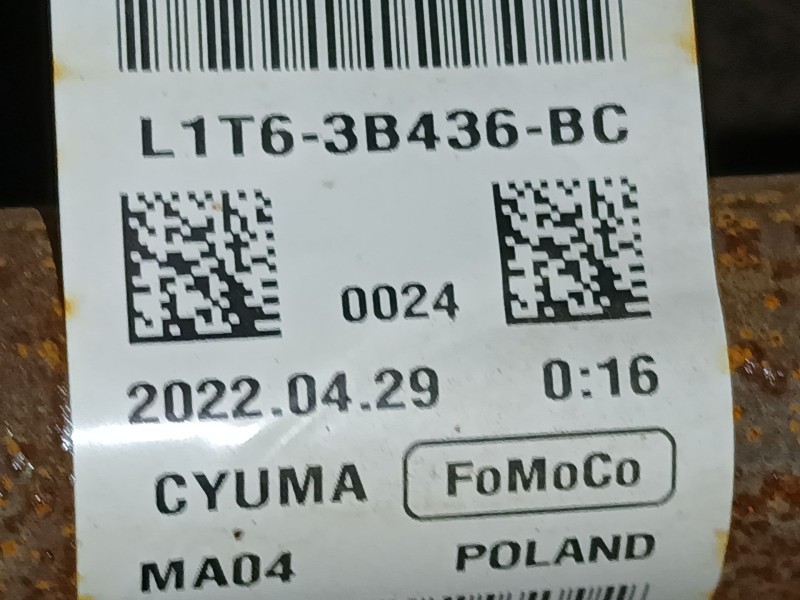 L1T6-3B436-BC
0024
2022.04.29 0:16
CYUMA FoMoCo
MA04 POLAND